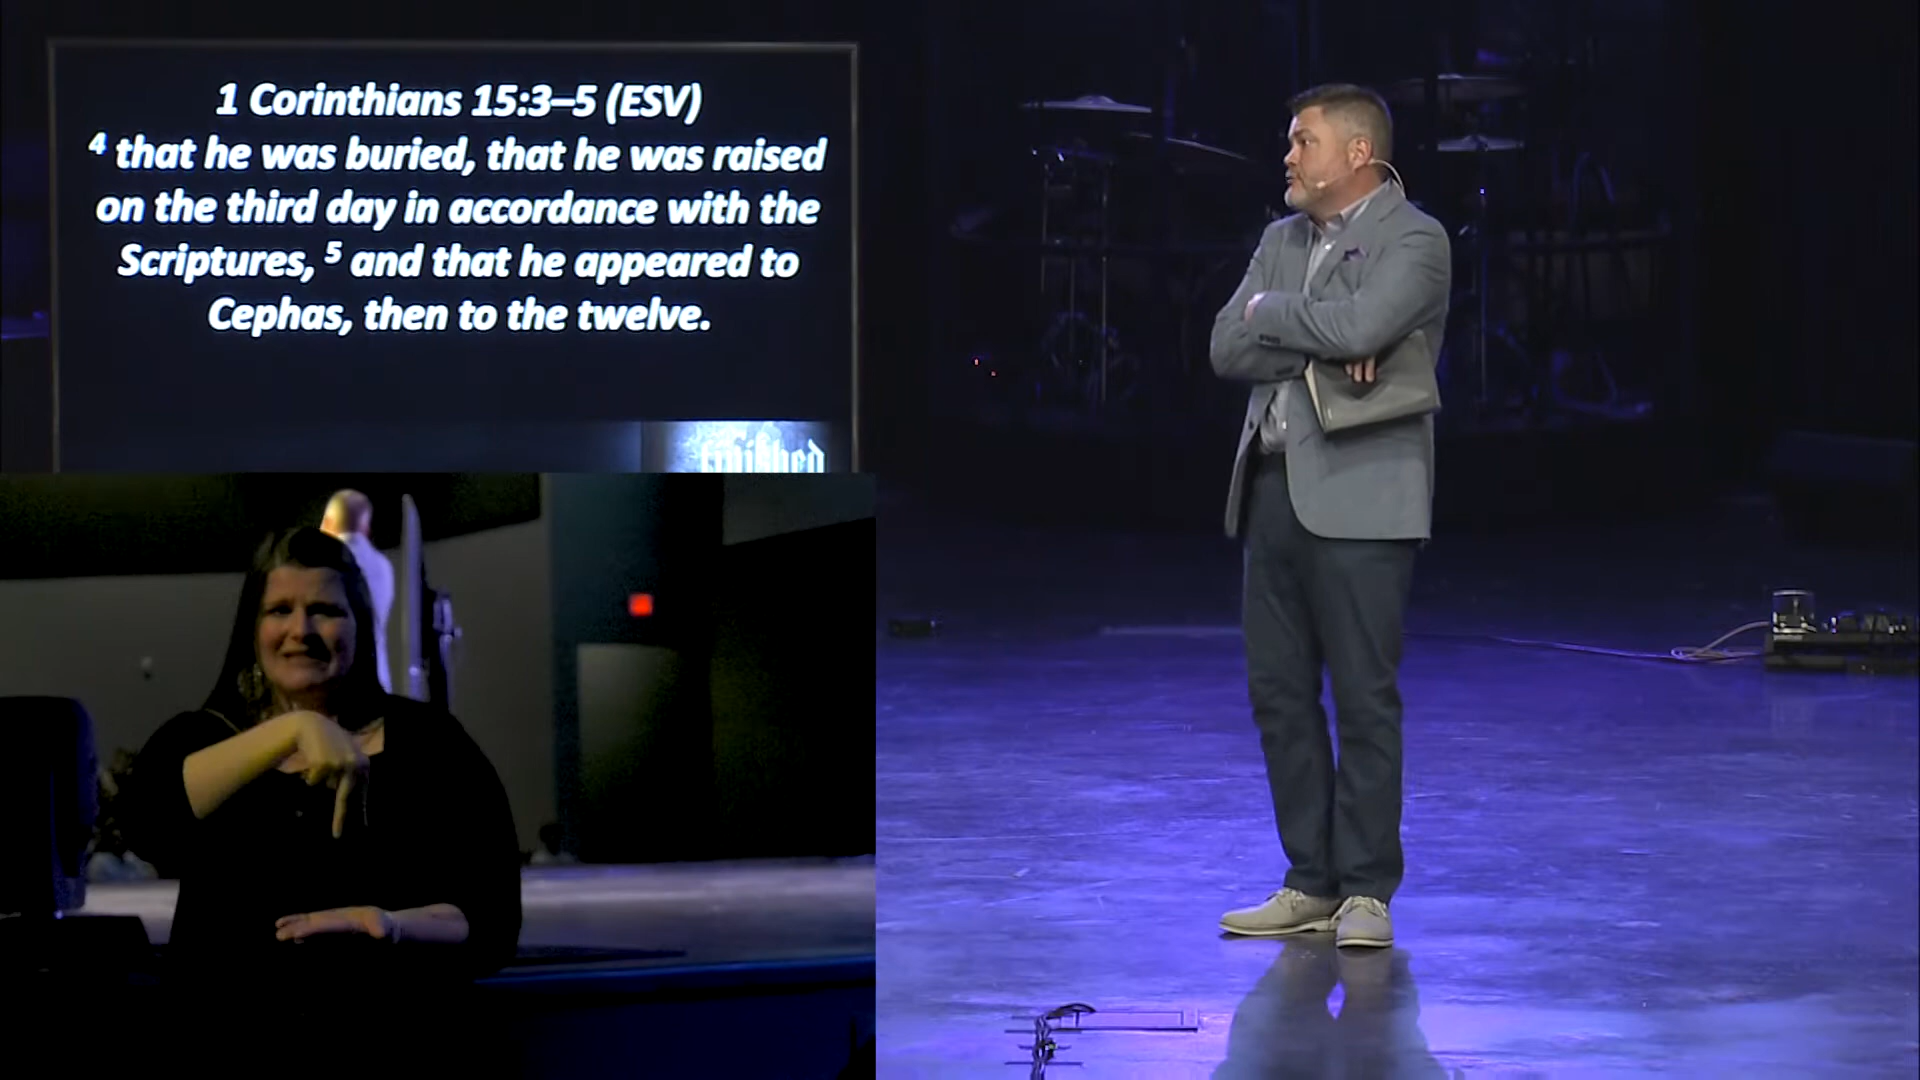 1 Corinthians 15:3–5 (ESV)
⁴ that he was buried, that he was raised
on the third day in accordance with the
Scriptures, ⁵ and that he appeared to
Cephas, then to the twelve.
finished